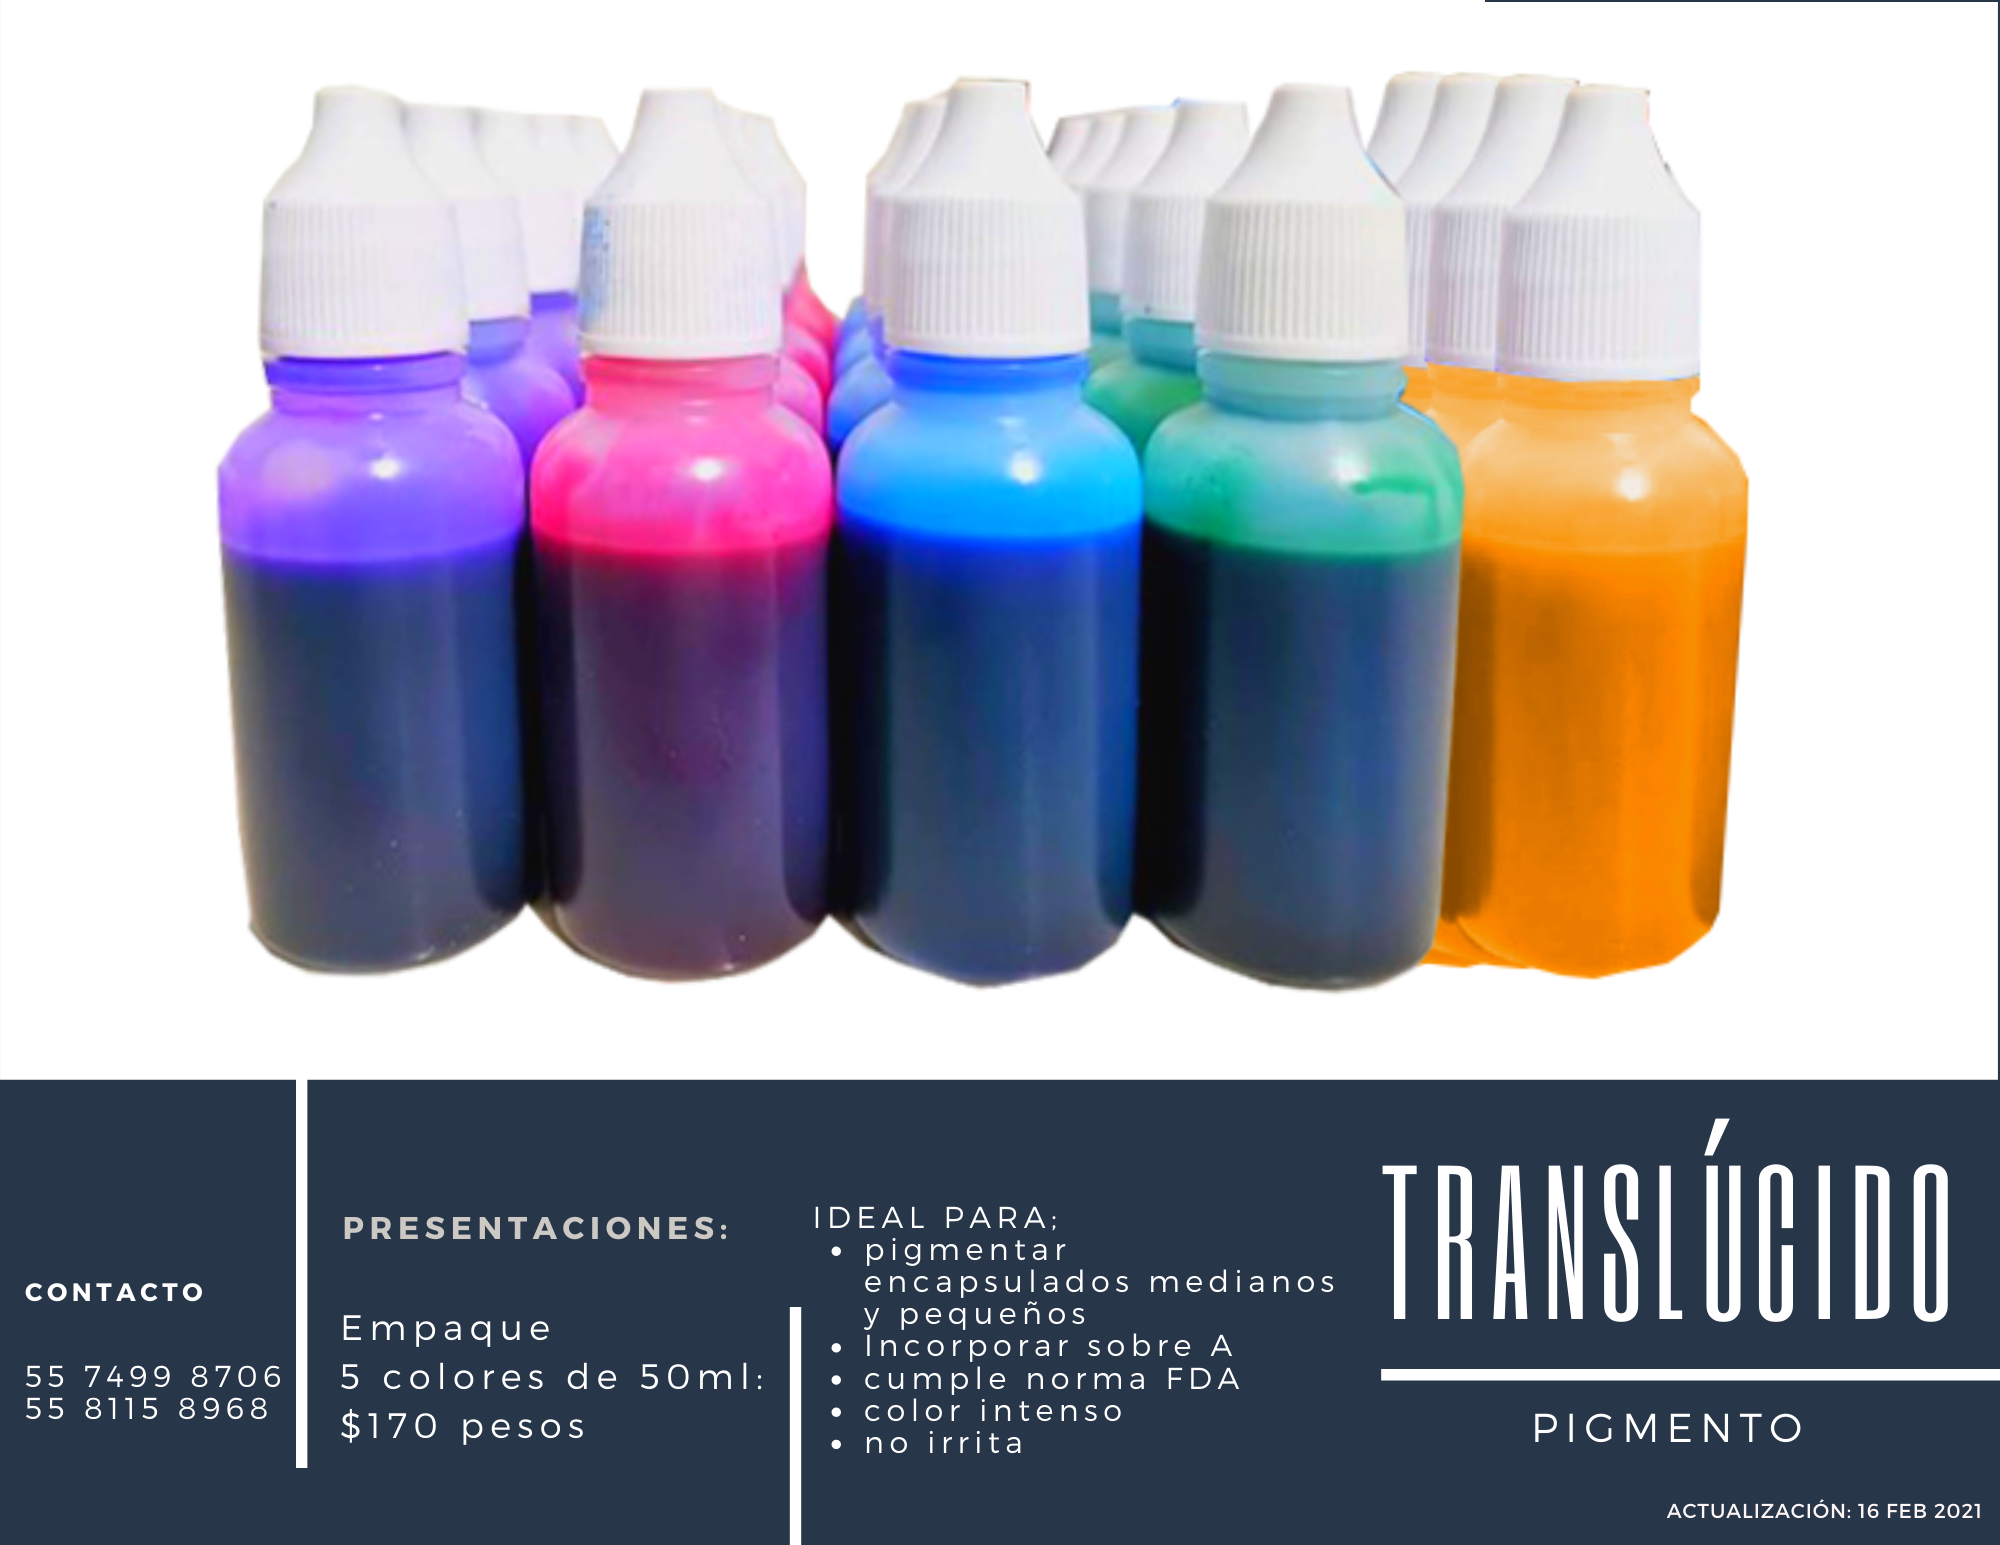 CONTACTO
55 7499 8706
55 8115 8968
PRESENTACIONES:
Empaque
5 colores de 50ml:
$170 pesos
IDEAL PARA;
• pigmentar
encapsulados medianos
y pequeños
• Incorporar sobre A
• cumple norma FDA
• color intenso
• no irrita
TRANSLÚCIDO
PIGMENTO
ACTUALIZACIÓN: 16 FEB 2021